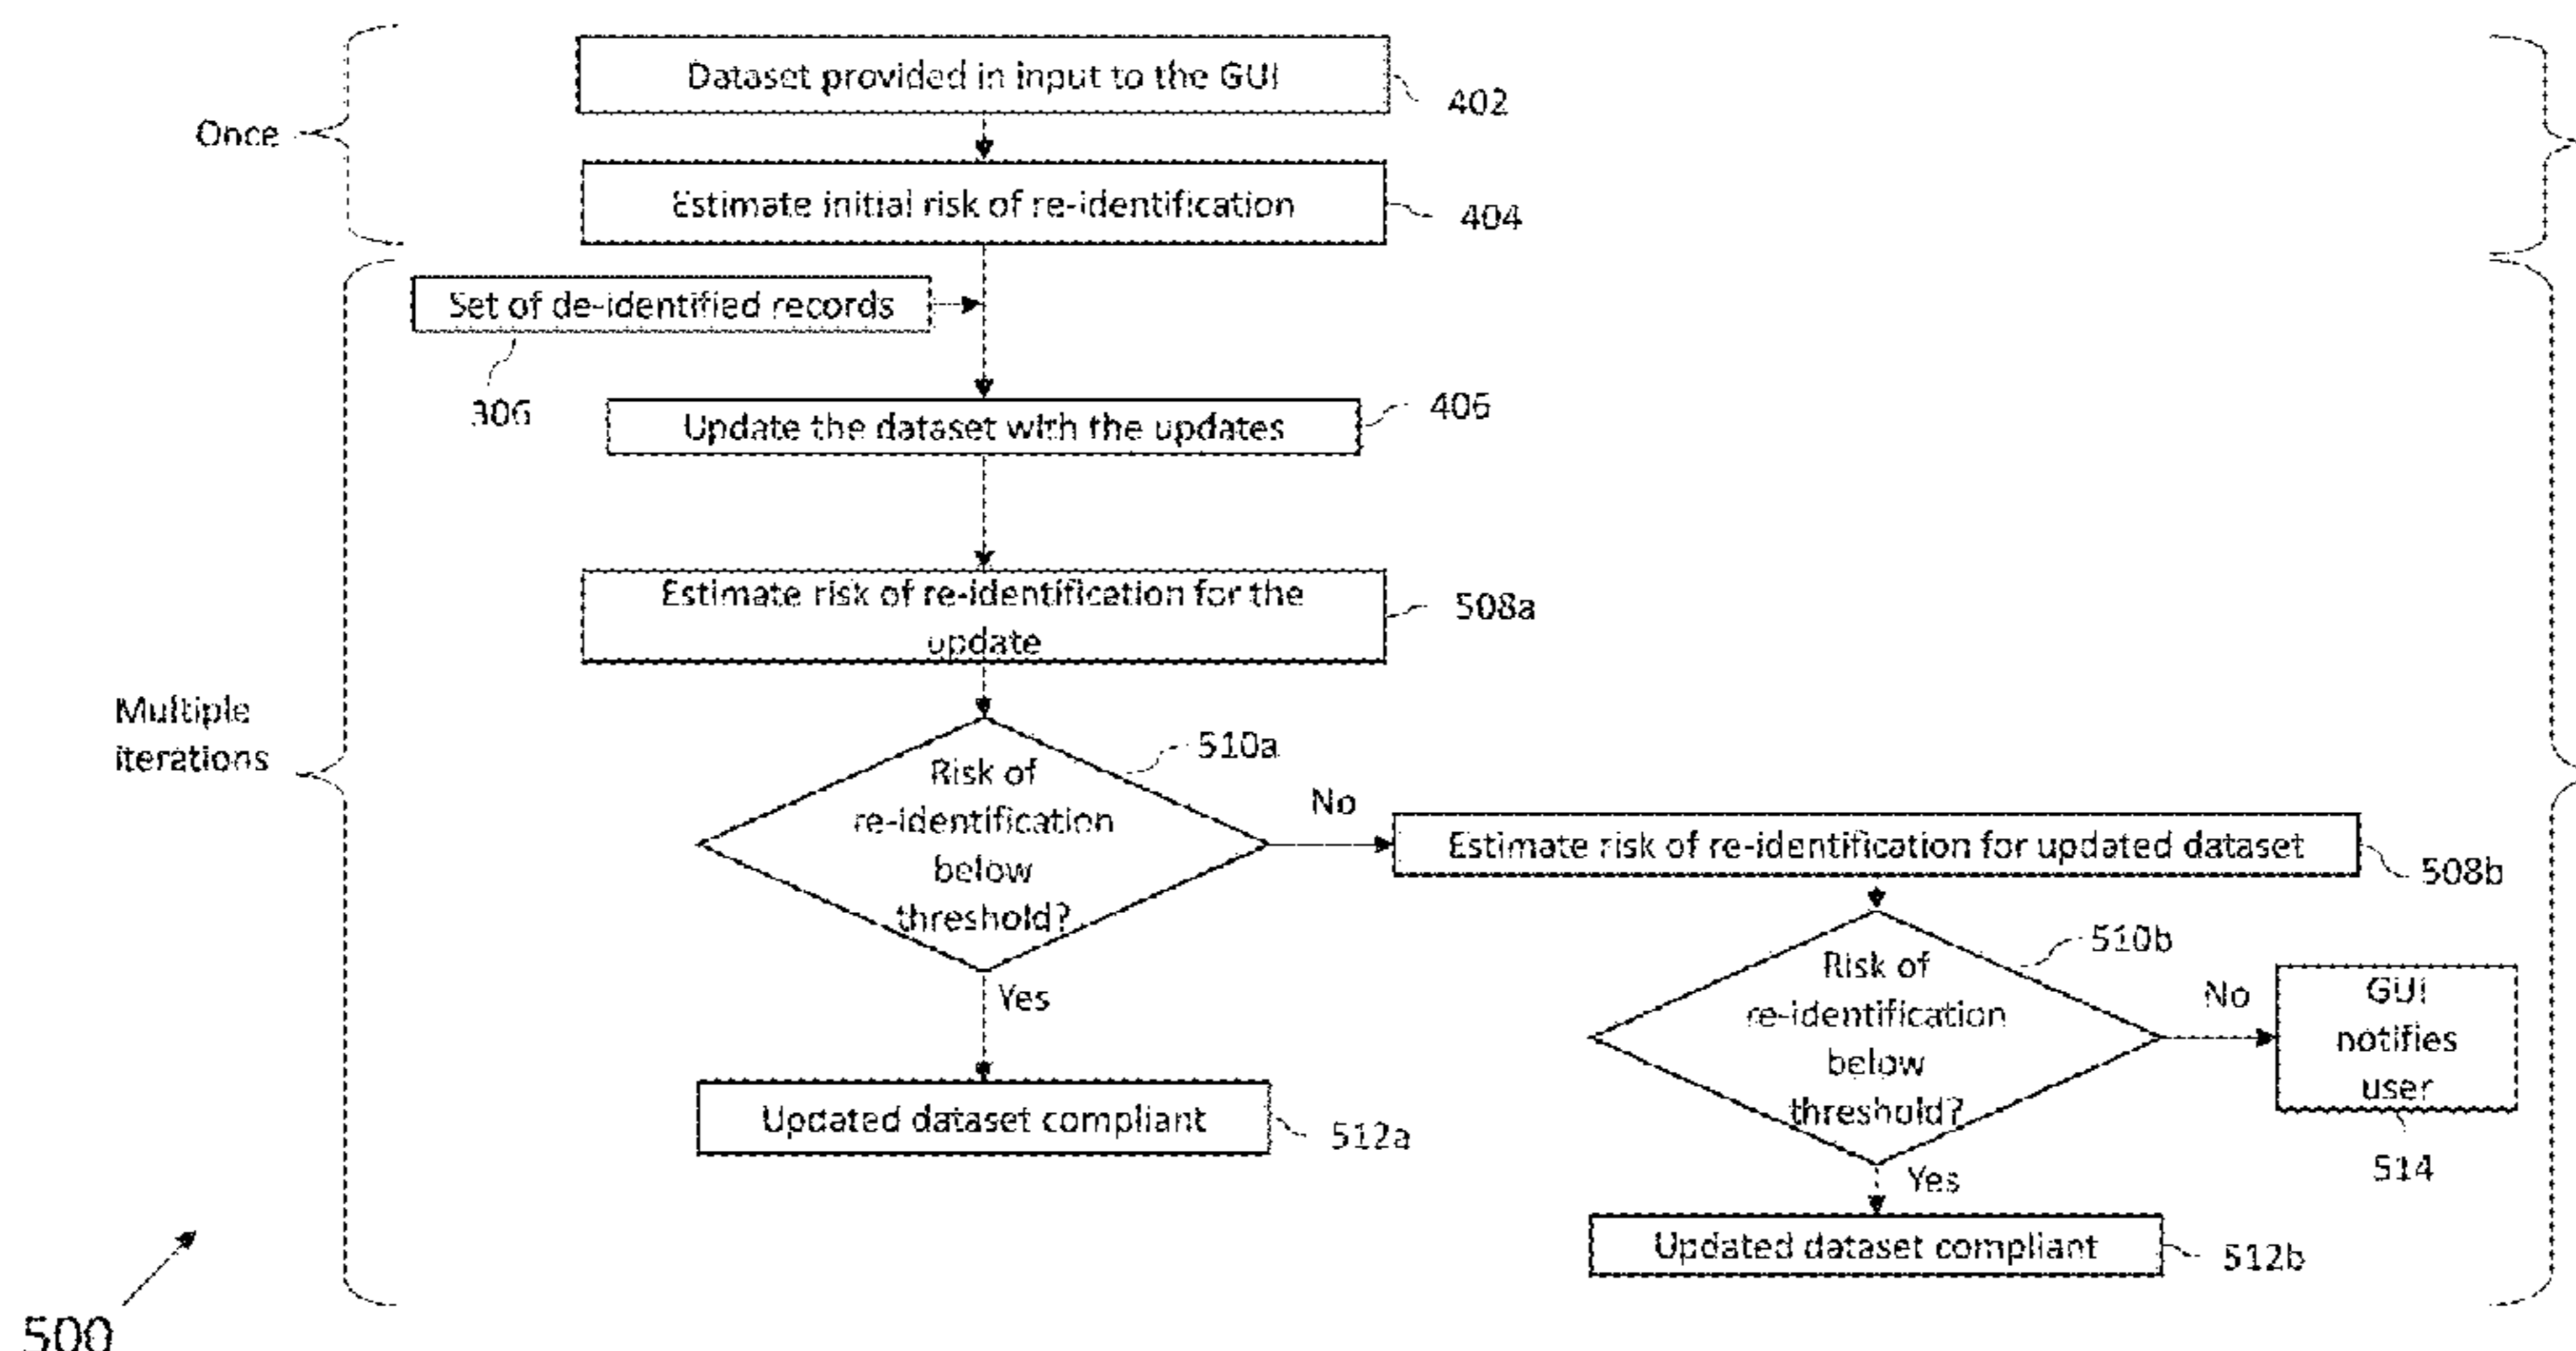 Dataset provided in input to the GUI
402
Once
Estimate initial risk of re-identification
404
Set of de-identified records
306
Update the dataset with the updates
406
Estimate risk of re-identification for the
update
508a
Multiple
iterations
Risk of
re-identification
below
threshold?
510a
No
Estimate risk of re-identification for updated dataset
508b
Yes
Risk of
re-identification
below
threshold?
510b
No
GUI
notifies
user
514
Updated dataset compliant
512a
Yes
Updated dataset compliant
512b
500